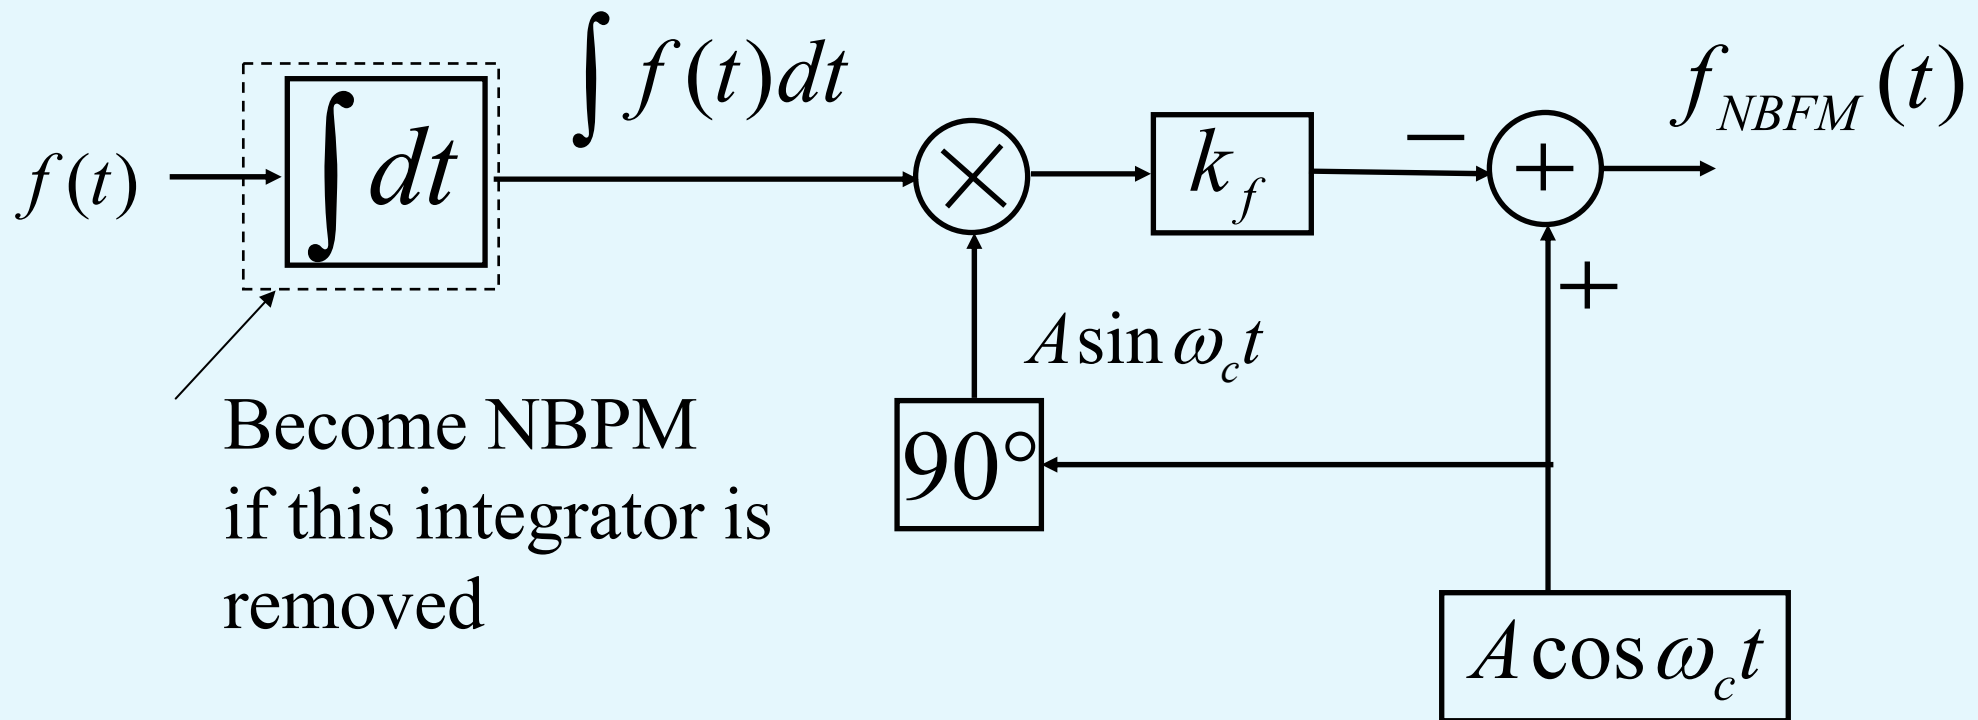 f(t)
∫dt
∫f(t)dt
k_f
−
+
f_NBFM(t)
+
A sin ω_c t
90°
A cos ω_c t
Become NBPM
if this integrator is
removed